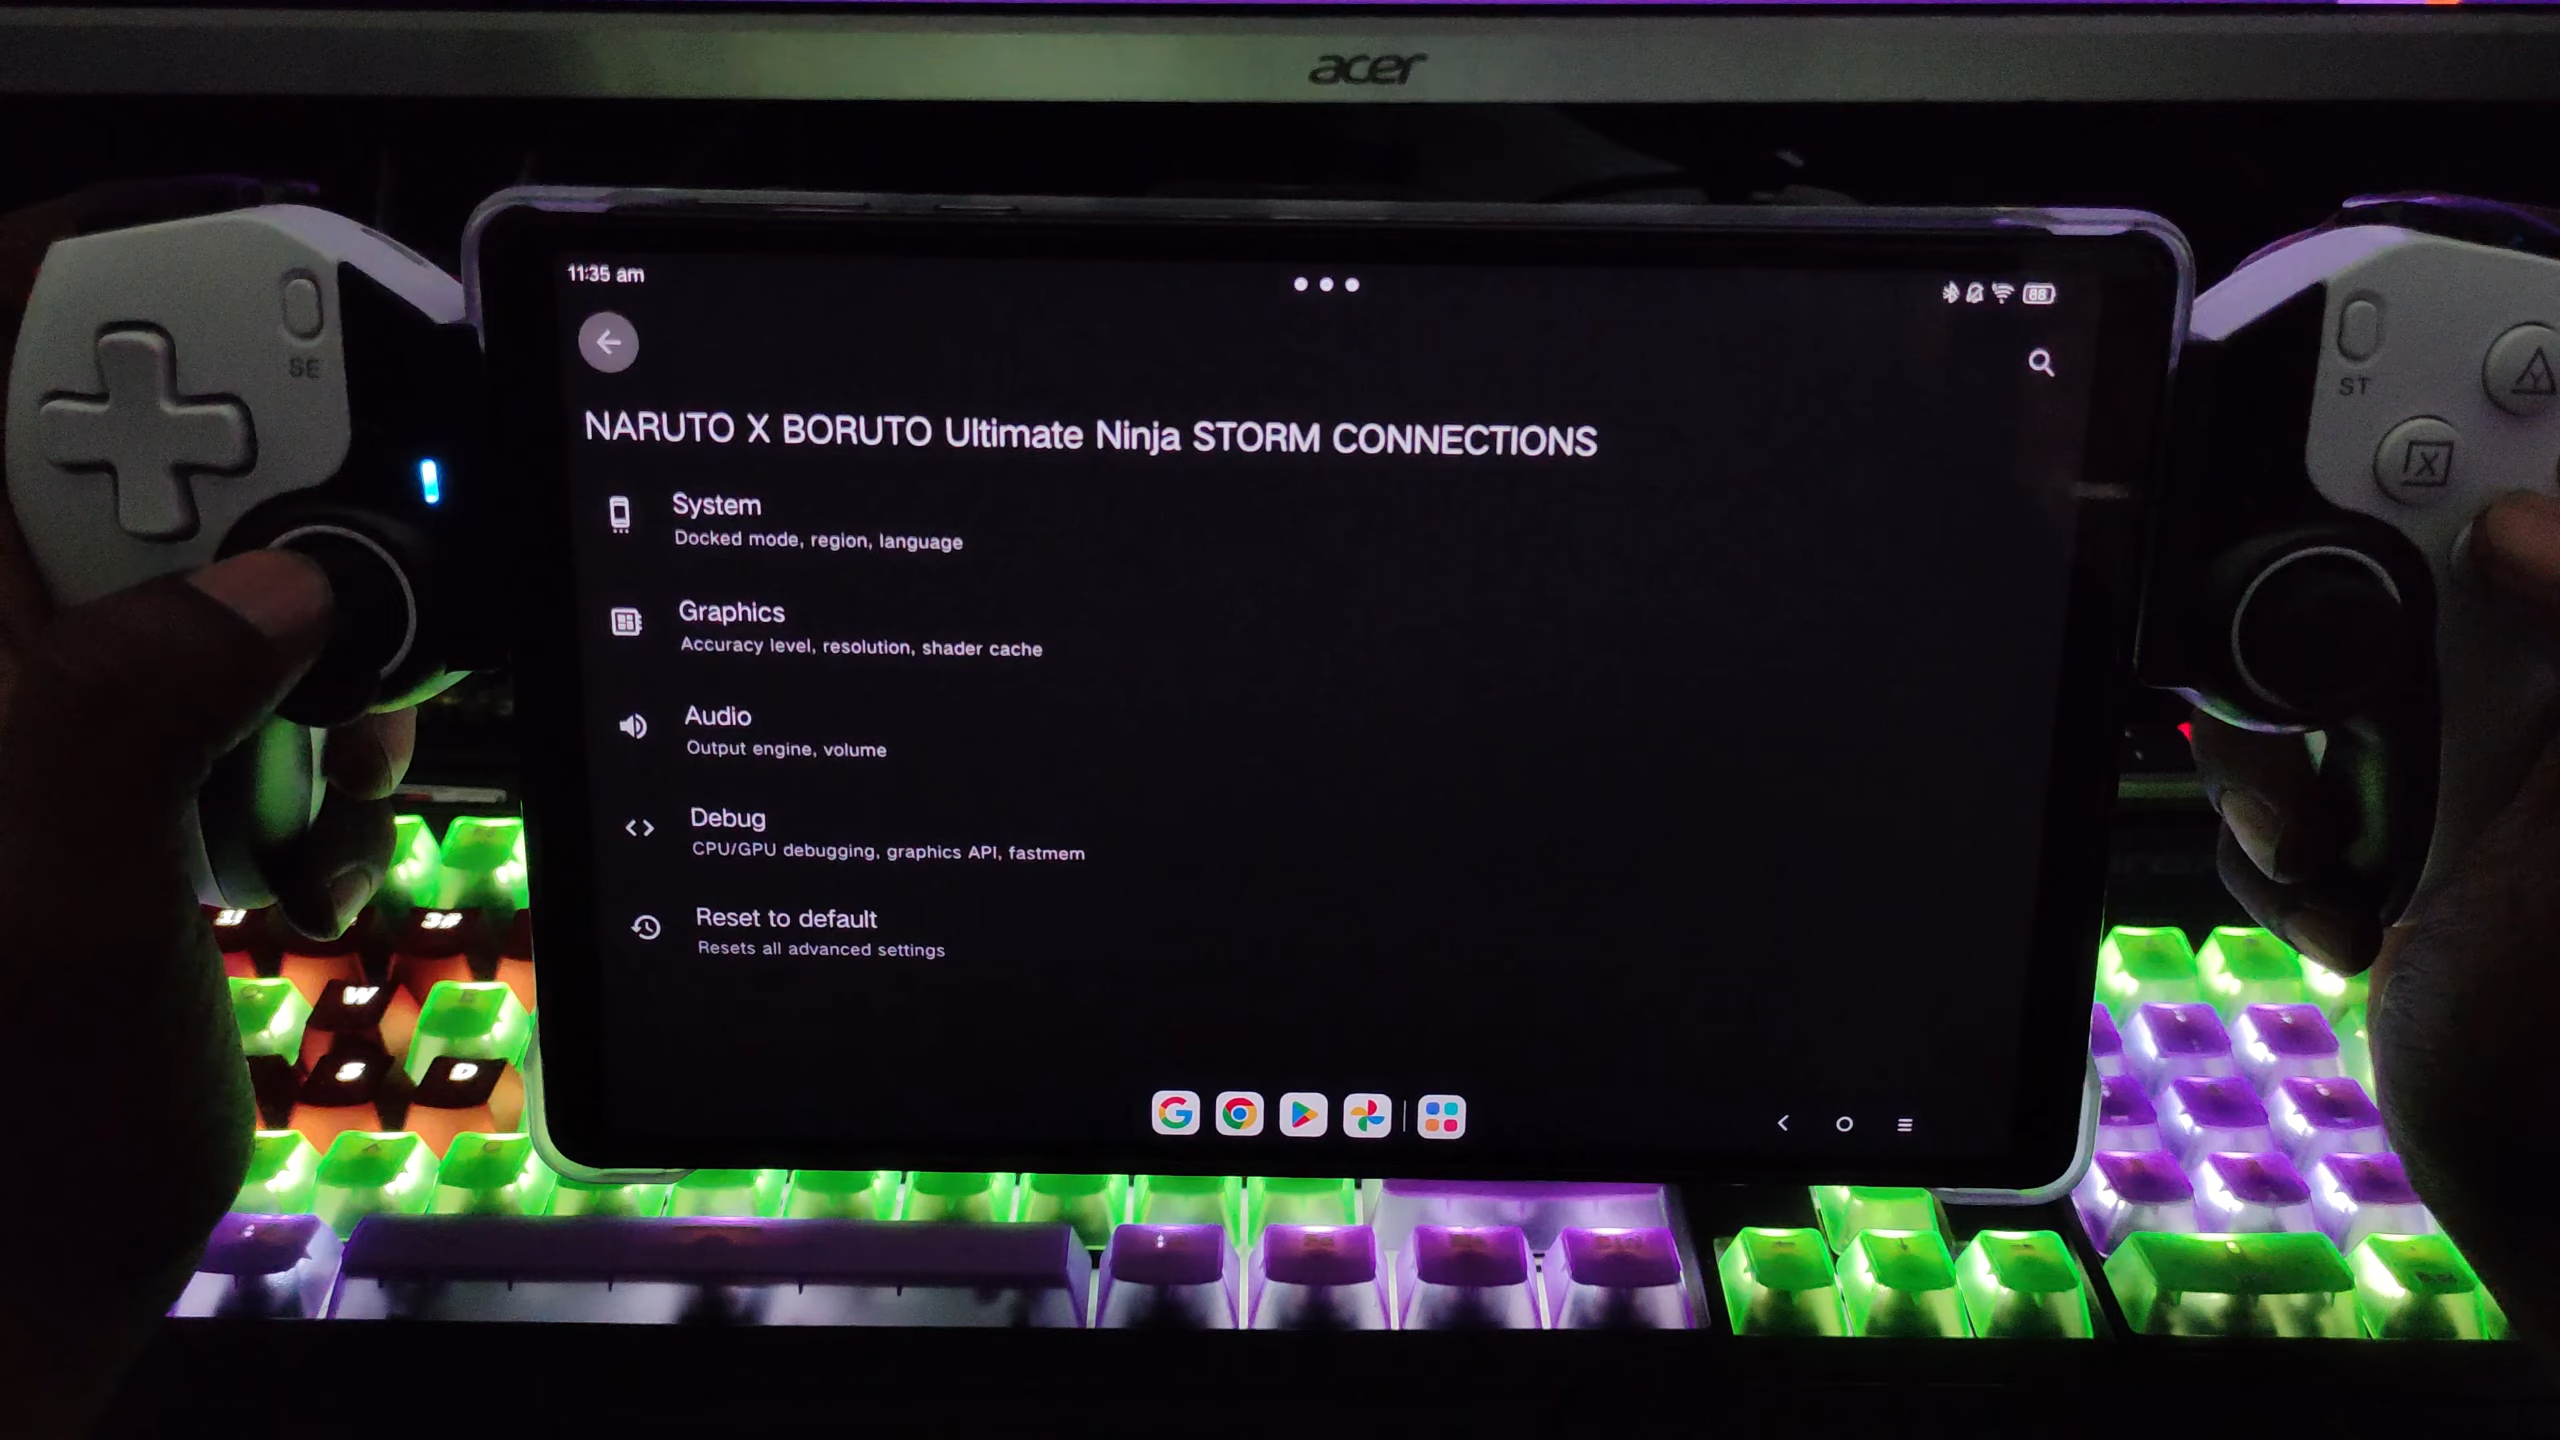 acer
11:35 am
88
SE
ST
Y
X
NARUTO X BORUTO Ultimate Ninja STORM CONNECTIONS
System
Docked mode, region, language
Graphics
Accuracy level, resolution, shader cache
Audio
Output engine, volume
Debug
CPU/GPU debugging, graphics API, fastmem
Reset to default
Resets all advanced settings
W
S
D